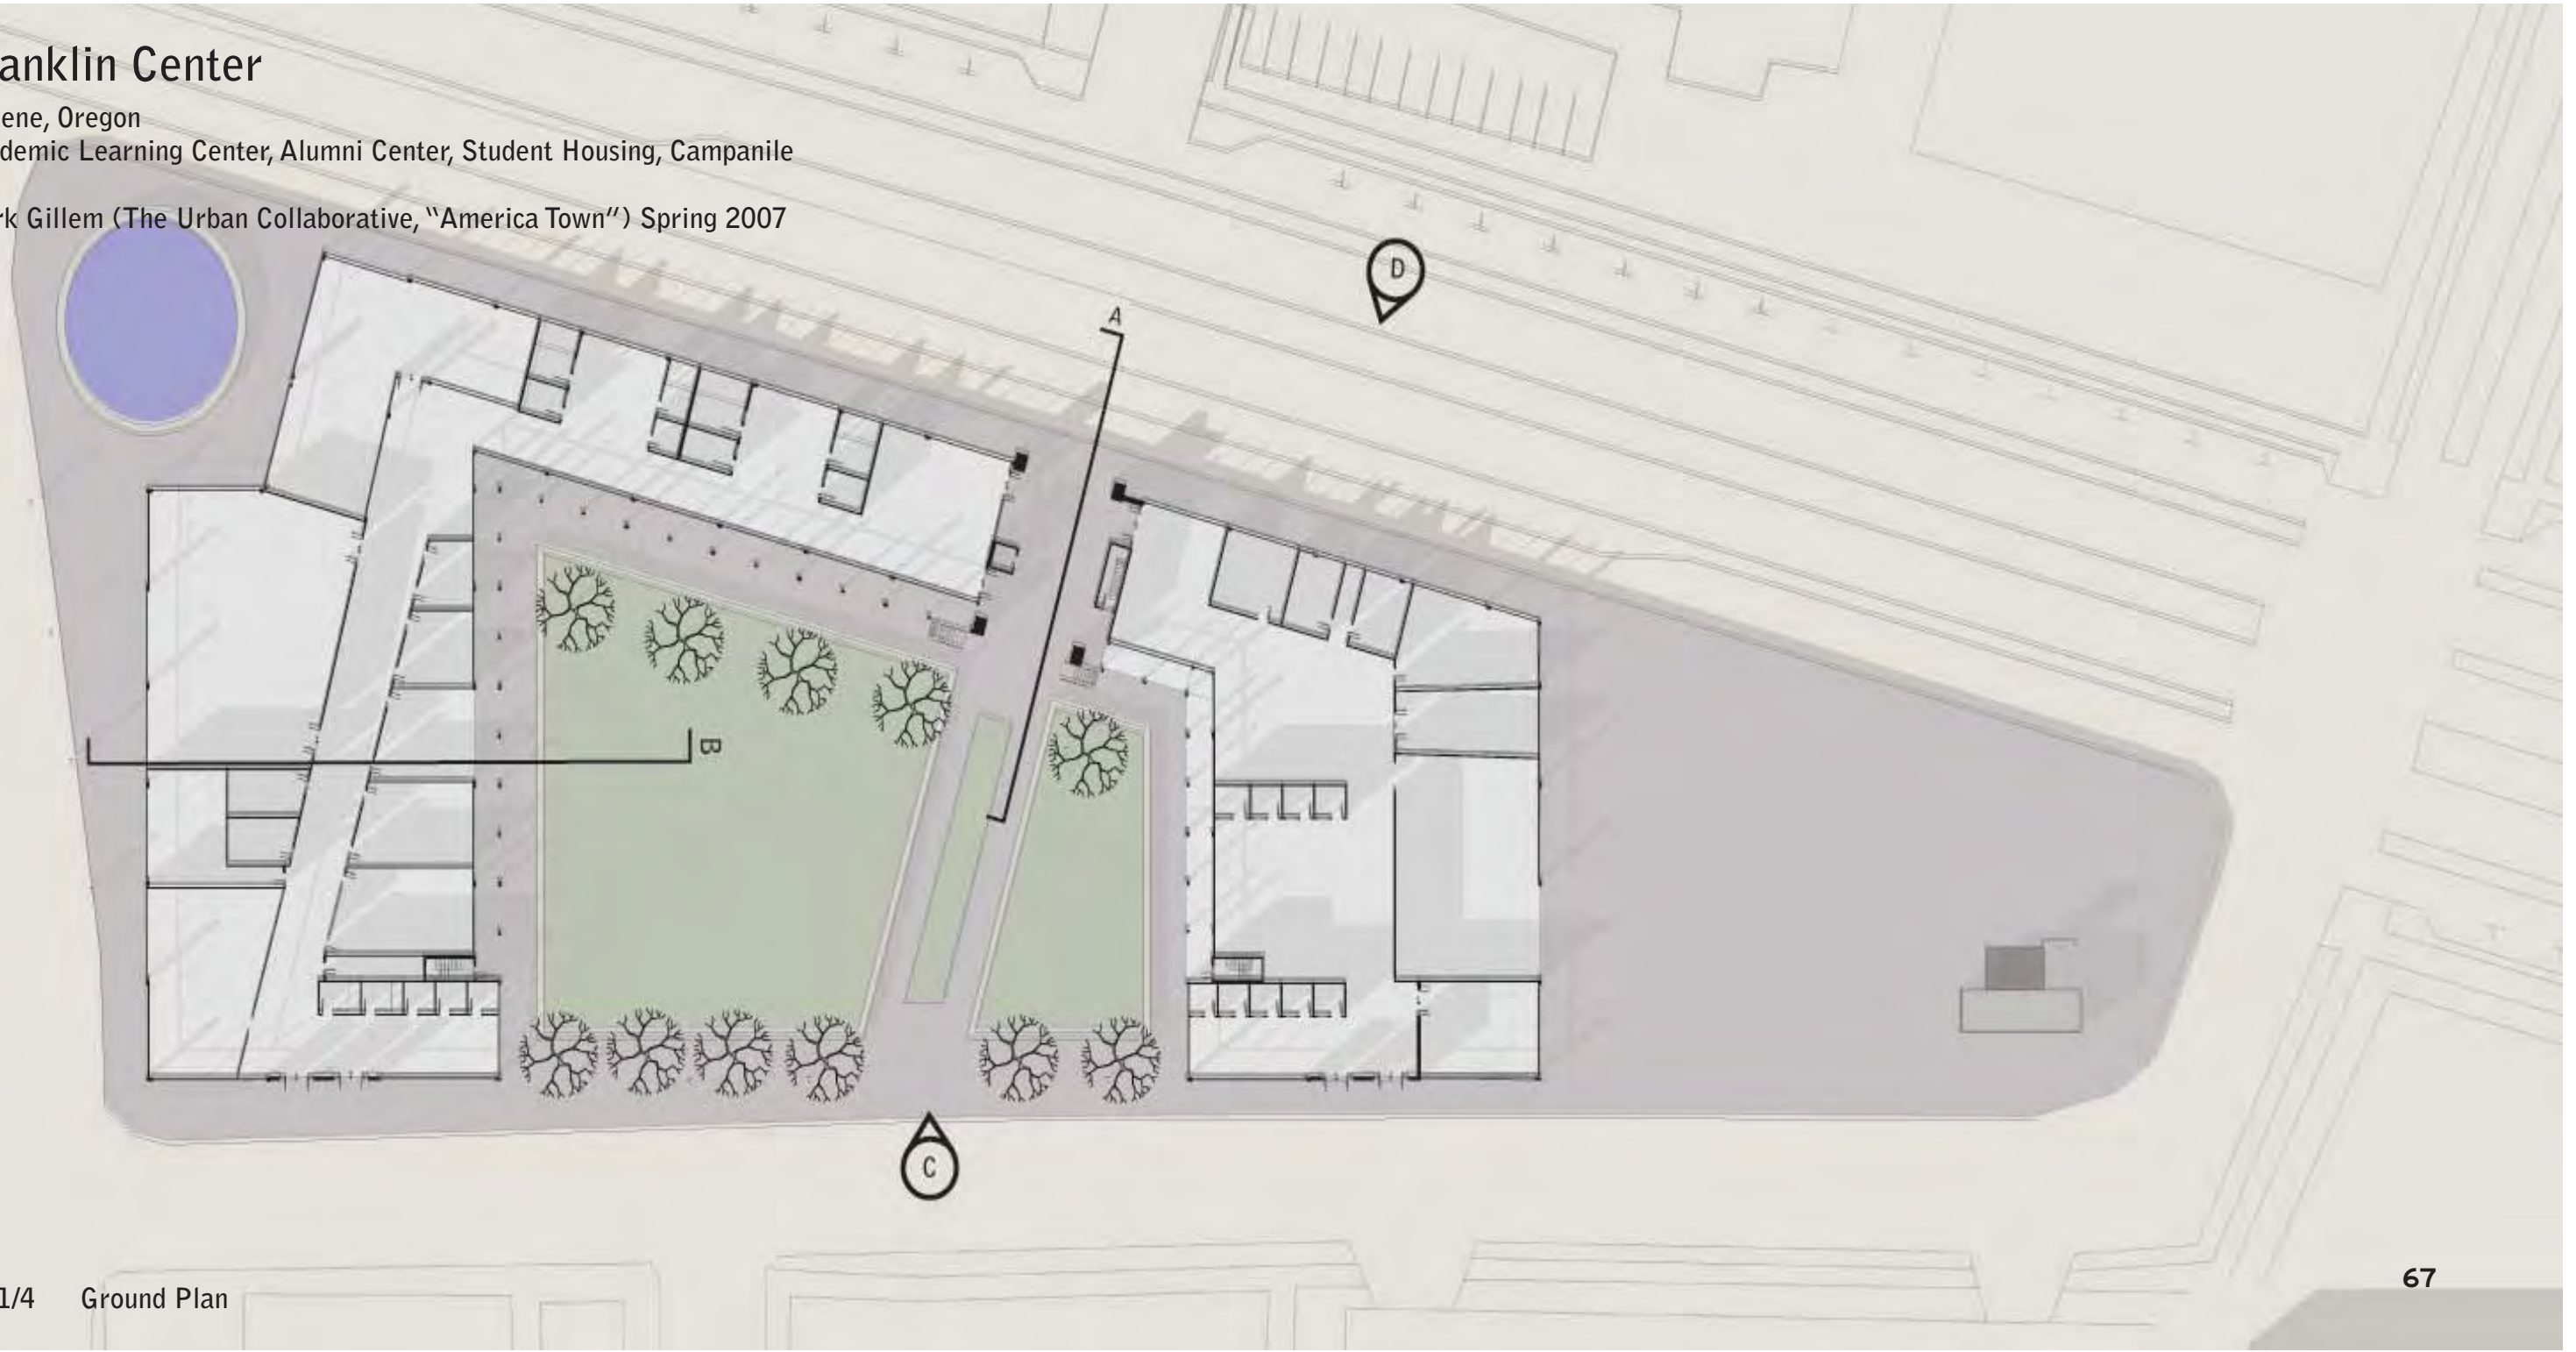 anklin Center
ene, Oregon
demic Learning Center, Alumni Center, Student Housing, Campanile
rk Gillem (The Urban Collaborative, “America Town”) Spring 2007
D
A
B
C
67
1/4 Ground Plan